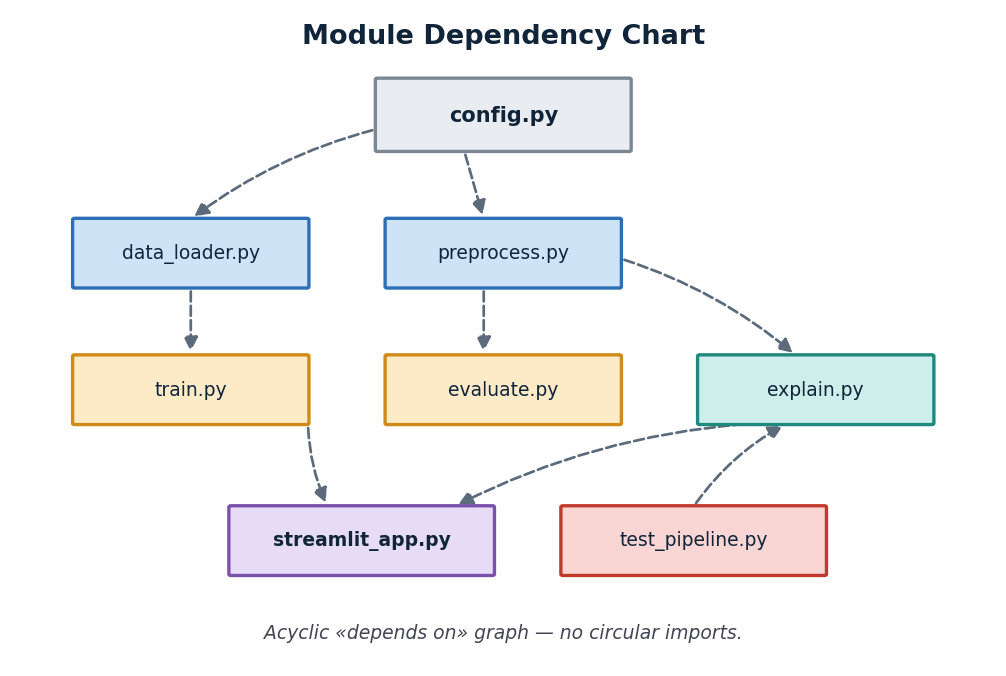 Module Dependency Chart
config.py
data_loader.py
preprocess.py
train.py
evaluate.py
explain.py
streamlit_app.py
test_pipeline.py
Acyclic «depends on» graph — no circular imports.